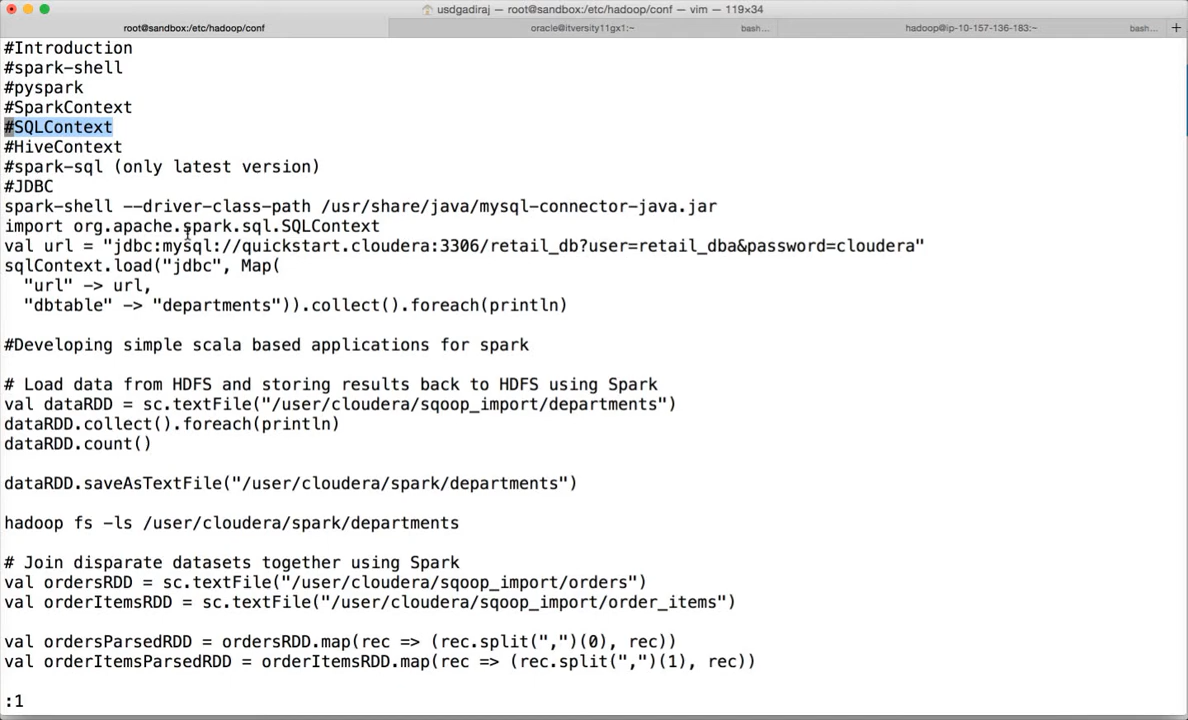 usdgadiraj — root@sandbox:/etc/hadoop/conf — vim — 119×34
root@sandbox:/etc/hadoop/conf
oracle@itversity11gx1:~
bash...
hadoop@ip-10-157-136-183:~
bash...
+
#Introduction
#spark-shell
#pyspark
#SparkContext
#SQLContext
#HiveContext
#spark-sql (only latest version)
#JDBC
spark-shell --driver-class-path /usr/share/java/mysql-connector-java.jar
import org.apache.spark.sql.SQLContext
val url = "jdbc:mysql://quickstart.cloudera:3306/retail_db?user=retail_dba&password=cloudera"
sqlContext.load("jdbc", Map(
  "url" -> url,
  "dbtable" -> "departments")).collect().foreach(println)
#Developing simple scala based applications for spark
# Load data from HDFS and storing results back to HDFS using Spark
val dataRDD = sc.textFile("/user/cloudera/sqoop_import/departments")
dataRDD.collect().foreach(println)
dataRDD.count()
dataRDD.saveAsTextFile("/user/cloudera/spark/departments")
hadoop fs -ls /user/cloudera/spark/departments
# Join disparate datasets together using Spark
val ordersRDD = sc.textFile("/user/cloudera/sqoop_import/orders")
val orderItemsRDD = sc.textFile("/user/cloudera/sqoop_import/order_items")
val ordersParsedRDD = ordersRDD.map(rec => (rec.split(",")(0), rec))
val orderItemsParsedRDD = orderItemsRDD.map(rec => (rec.split(",")(1), rec))
:1